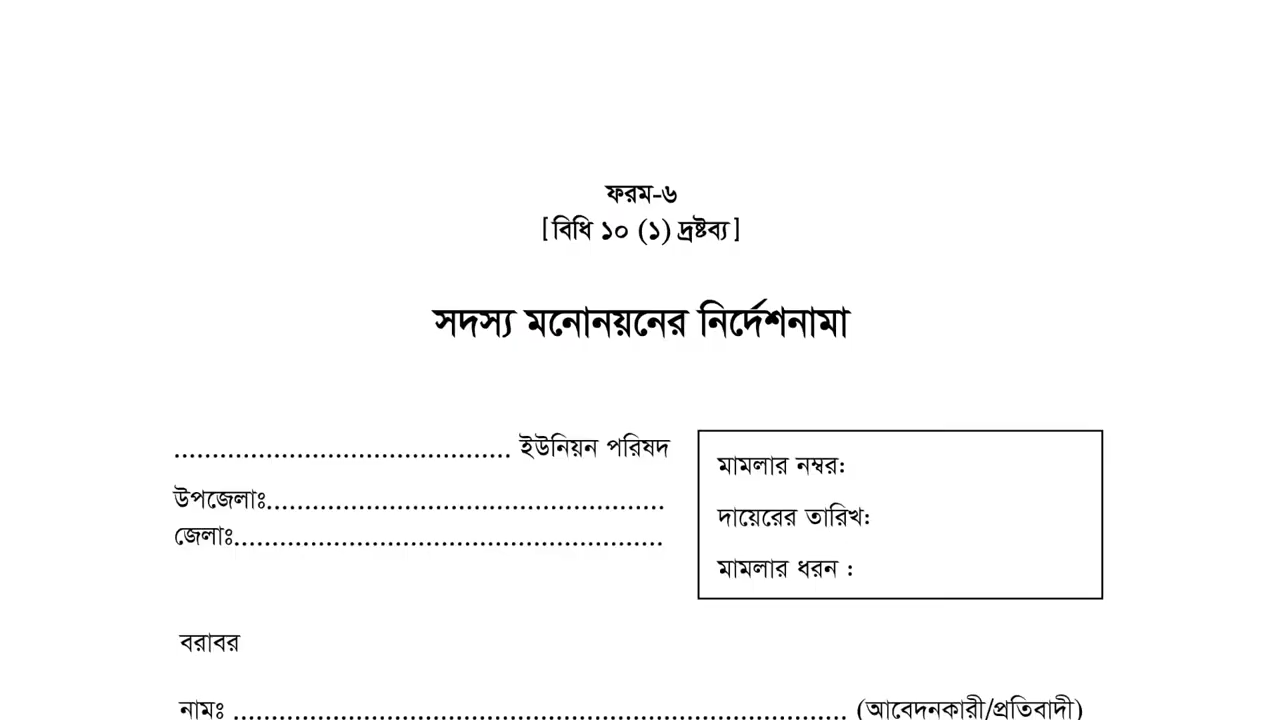 ফরম-৬
[বিধি ১০ (১) দ্রষ্টব্য]
সদস্য মনোনয়নের নির্দেশনামা
............................................ ইউনিয়ন পরিষদ
উপজেলাঃ....................................................
জেলাঃ........................................................
মামলার নম্বর:
দায়েরের তারিখ:
মামলার ধরন :
বরাবর
নামঃ ................................................................................ (আবেদনকারী/প্রতিবাদী)